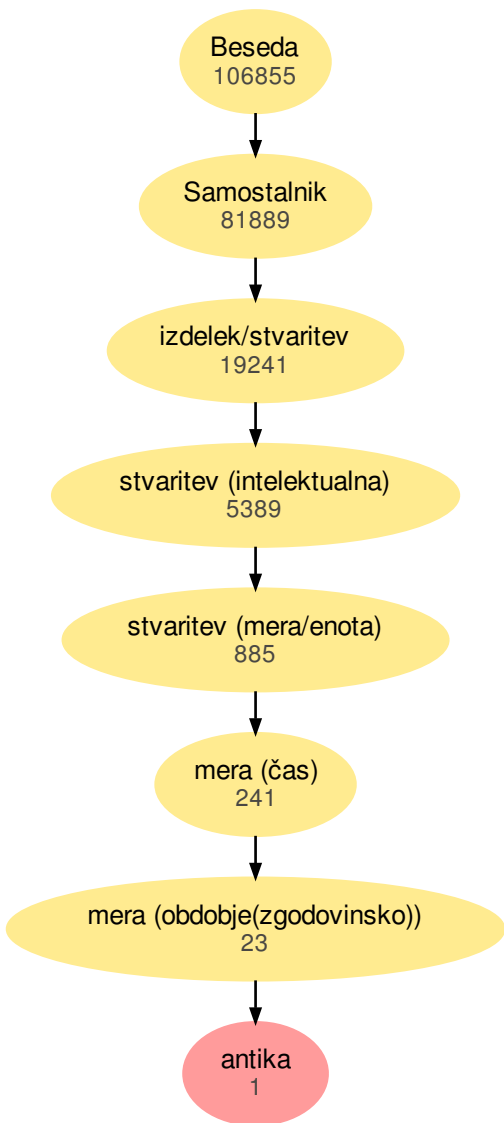 Beseda
106855
Samostalnik
81889
izdelek/stvaritev
19241
stvaritev (intelektualna)
5389
stvaritev (mera/enota)
885
mera (čas)
241
mera (obdobje(zgodovinsko))
23
antika
1